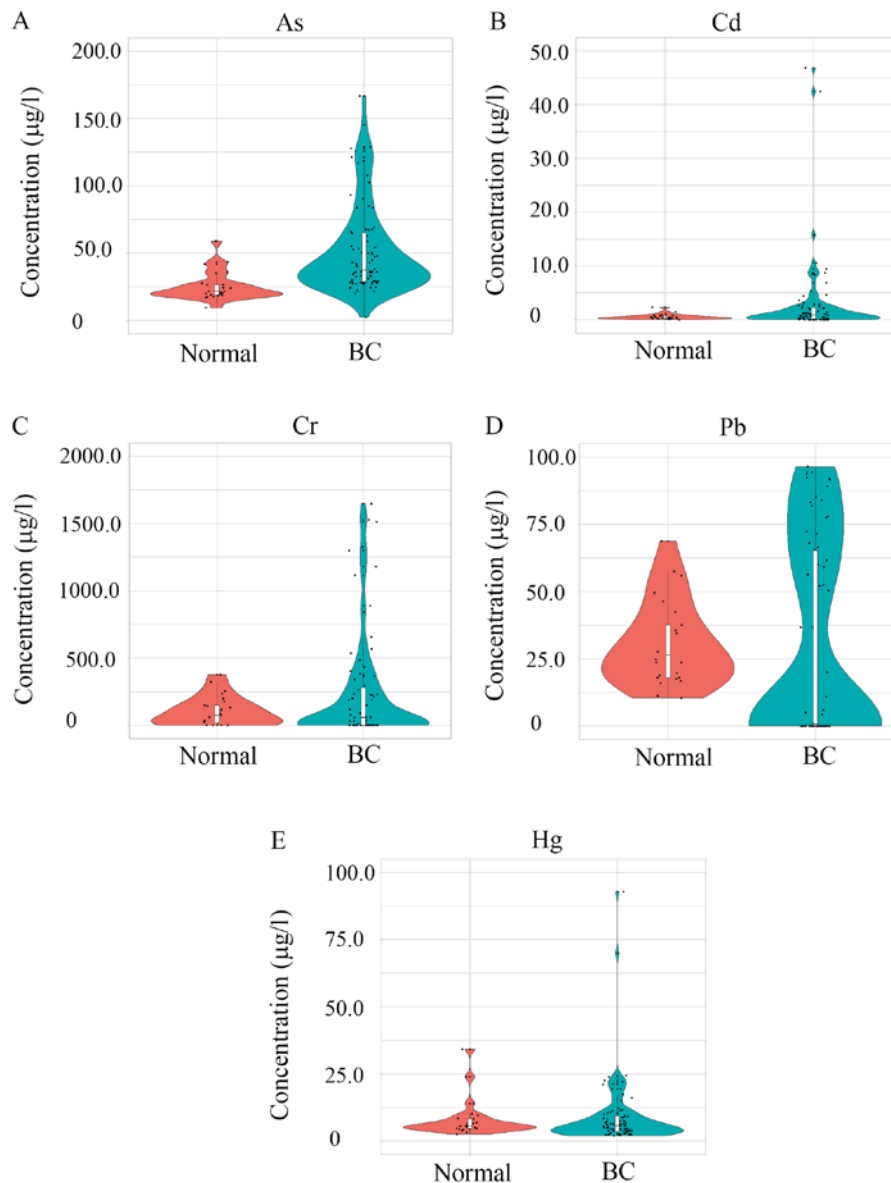 A
As
Concentration (µg/l)
200.0
150.0
100.0
50.0
0
Normal
BC
B
Cd
Concentration (µg/l)
50.0
40.0
30.0
20.0
10.0
0
Normal
BC
C
Cr
Concentration (µg/l)
2000.0
1500.0
1000.0
500.0
0
Normal
BC
D
Pb
Concentration (µg/l)
100.0
75.0
50.0
25.0
0
Normal
BC
E
Hg
Concentration (µg/l)
100.0
75.0
50.0
25.0
0
Normal
BC